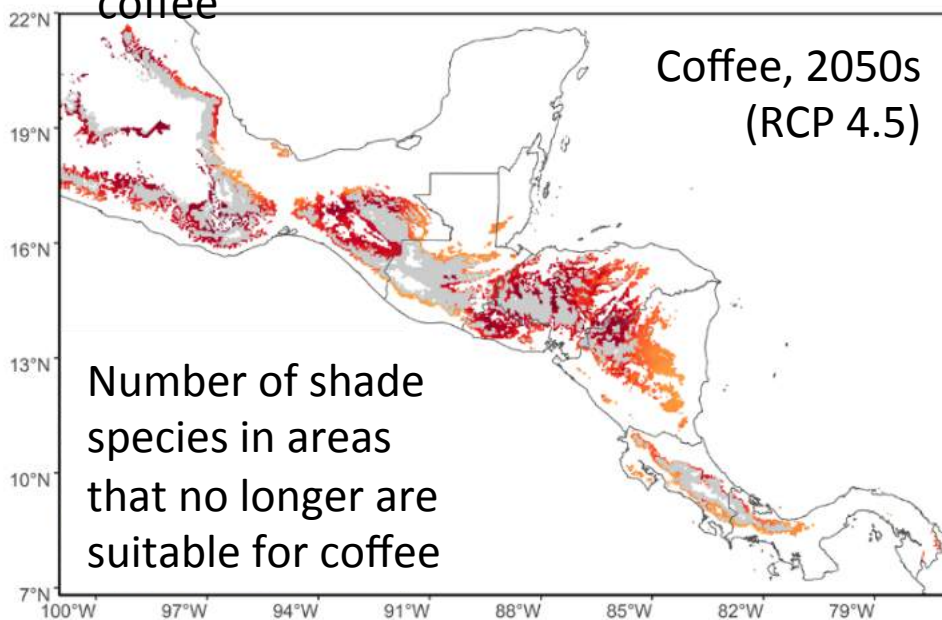 coffee
22°N
Coffee, 2050s
(RCP 4.5)
19°N
16°N
13°N
Number of shade
species in areas
that no longer are
suitable for coffee
10°N
7°N
100°W 97°W 94°W 91°W 88°W 85°W 82°W 79°W